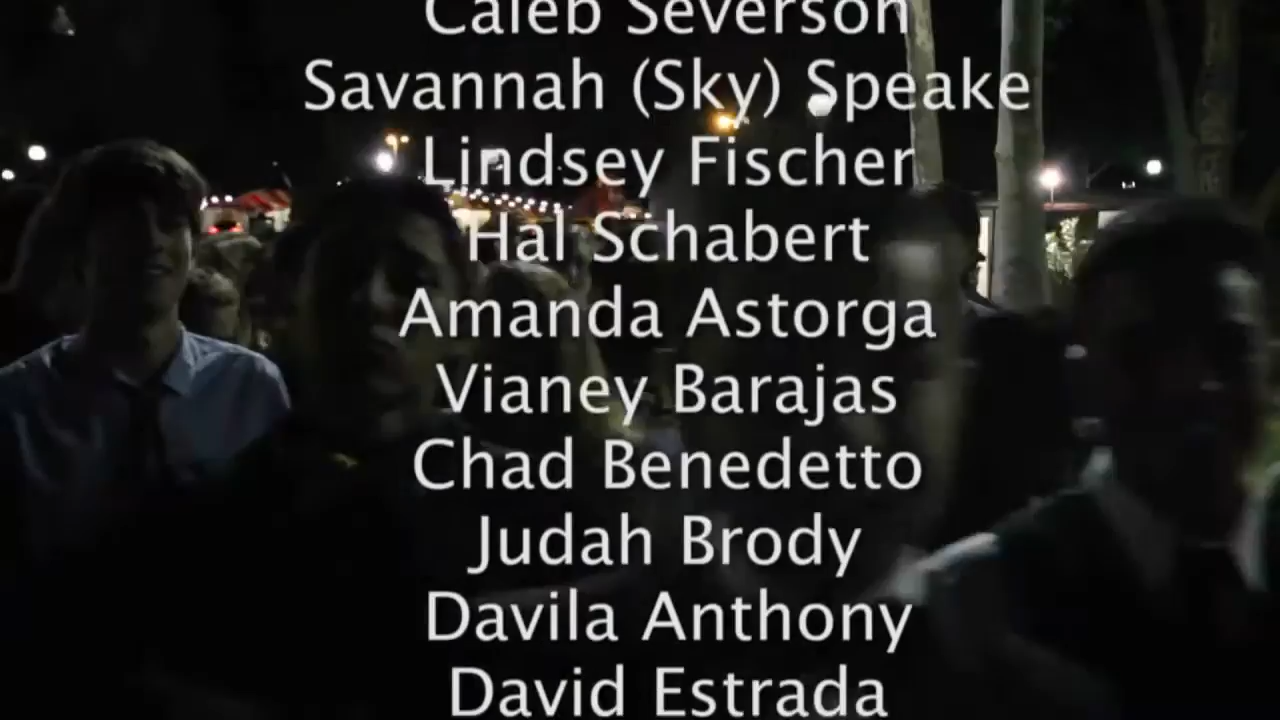 Caleb Severson
Savannah (Sky) Speake
Lindsey Fischer
Hal Schabert
Amanda Astorga
Vianey Barajas
Chad Benedetto
Judah Brody
Davila Anthony
David Estrada